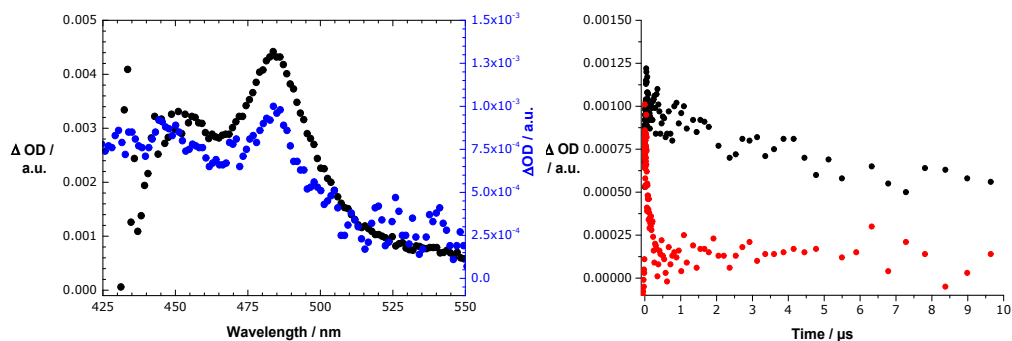 0.005
0.004
0.003
0.002
0.001
0.000
Δ OD /
a.u.
425
450
475
500
525
550
Wavelength / nm
1.5x10⁻³
1.3x10⁻³
1.0x10⁻³
7.5x10⁻⁴
5.0x10⁻⁴
2.5x10⁻⁴
0.0
ΔOD / a.u.
0.00150
0.00125
0.00100
0.00075
0.00050
0.00025
0.00000
Δ OD
/ a.u.
0
1
2
3
4
5
6
7
8
9
10
Time / µs